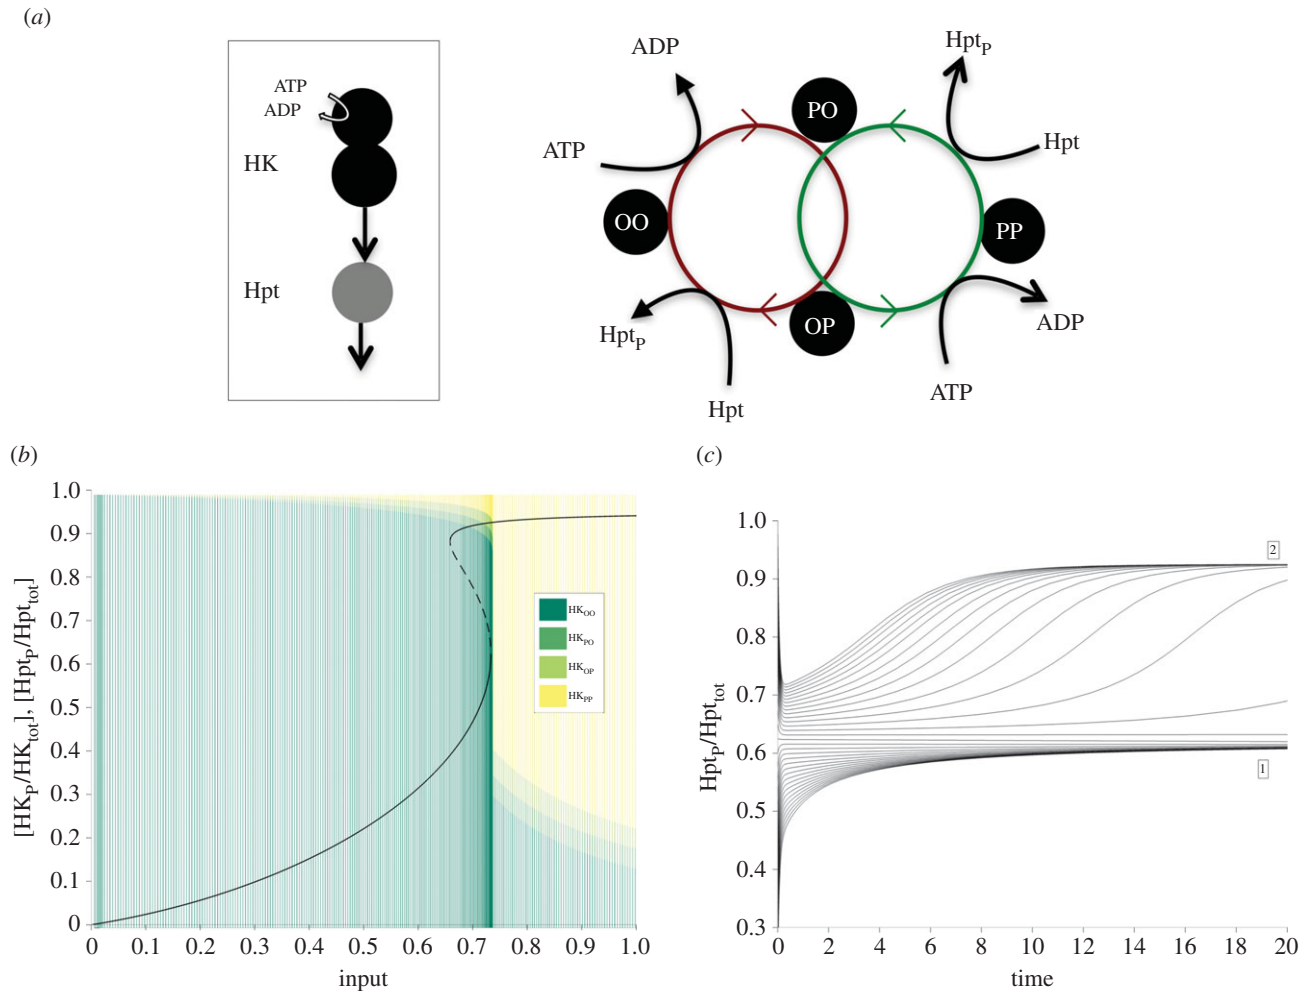 (a)
ATP
ADP
HK
Hpt
ADP
HptP
PO
ATP
Hpt
OO
PP
HptP
OP
ADP
Hpt
ATP
(b)
[HKP/HKtot], [HptP/Hpttot]
1.0
0.9
0.8
0.7
0.6
0.5
0.4
0.3
0.2
0.1
0
HKOO
HKPO
HKOP
HKPP
0 0.1 0.2 0.3 0.4 0.5 0.6 0.7 0.8 0.9 1.0
input
(c)
HptP/Hpttot
1.0
0.9
0.8
0.7
0.6
0.5
0.4
0.3
2
1
0 2 4 6 8 10 12 14 16 18 20
time